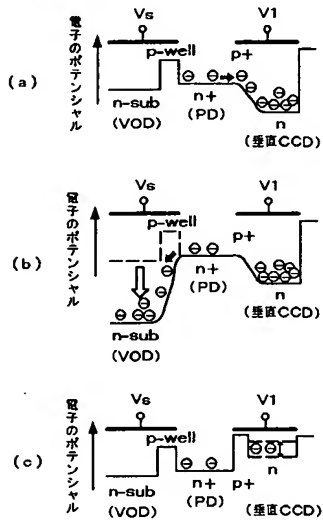 (a)
電子のポテンシャル
Vs
V1
p-well
p+
n-sub
(VOD)
n+
(PD)
n
(垂直CCD)
(b)
電子のポテンシャル
Vs
V1
p-well
p+
n+
(PD)
n
(垂直CCD)
n-sub
(VOD)
(c)
電子のポテンシャル
Vs
V1
p-well
n
n-sub
(VOD)
n+
(PD)
p+
(垂直CCD)